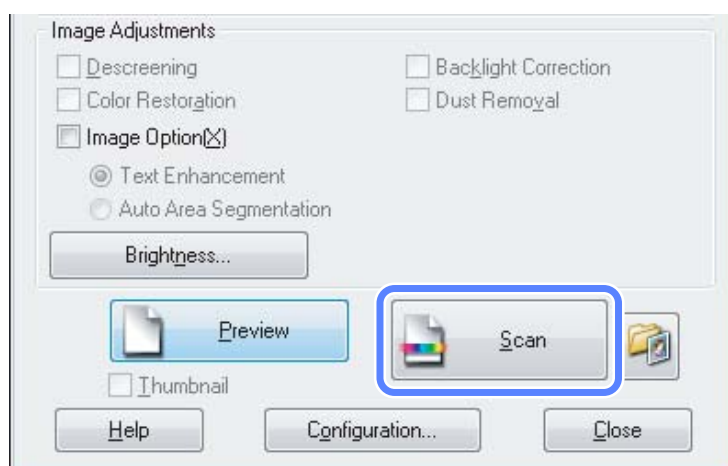 Image Adjustments
Descreening Backlight Correction
Color Restoration Dust Removal
Image Option(X)
Text Enhancement
Auto Area Segmentation
Brightness...
Preview Scan
Thumbnail
Help Configuration... Close